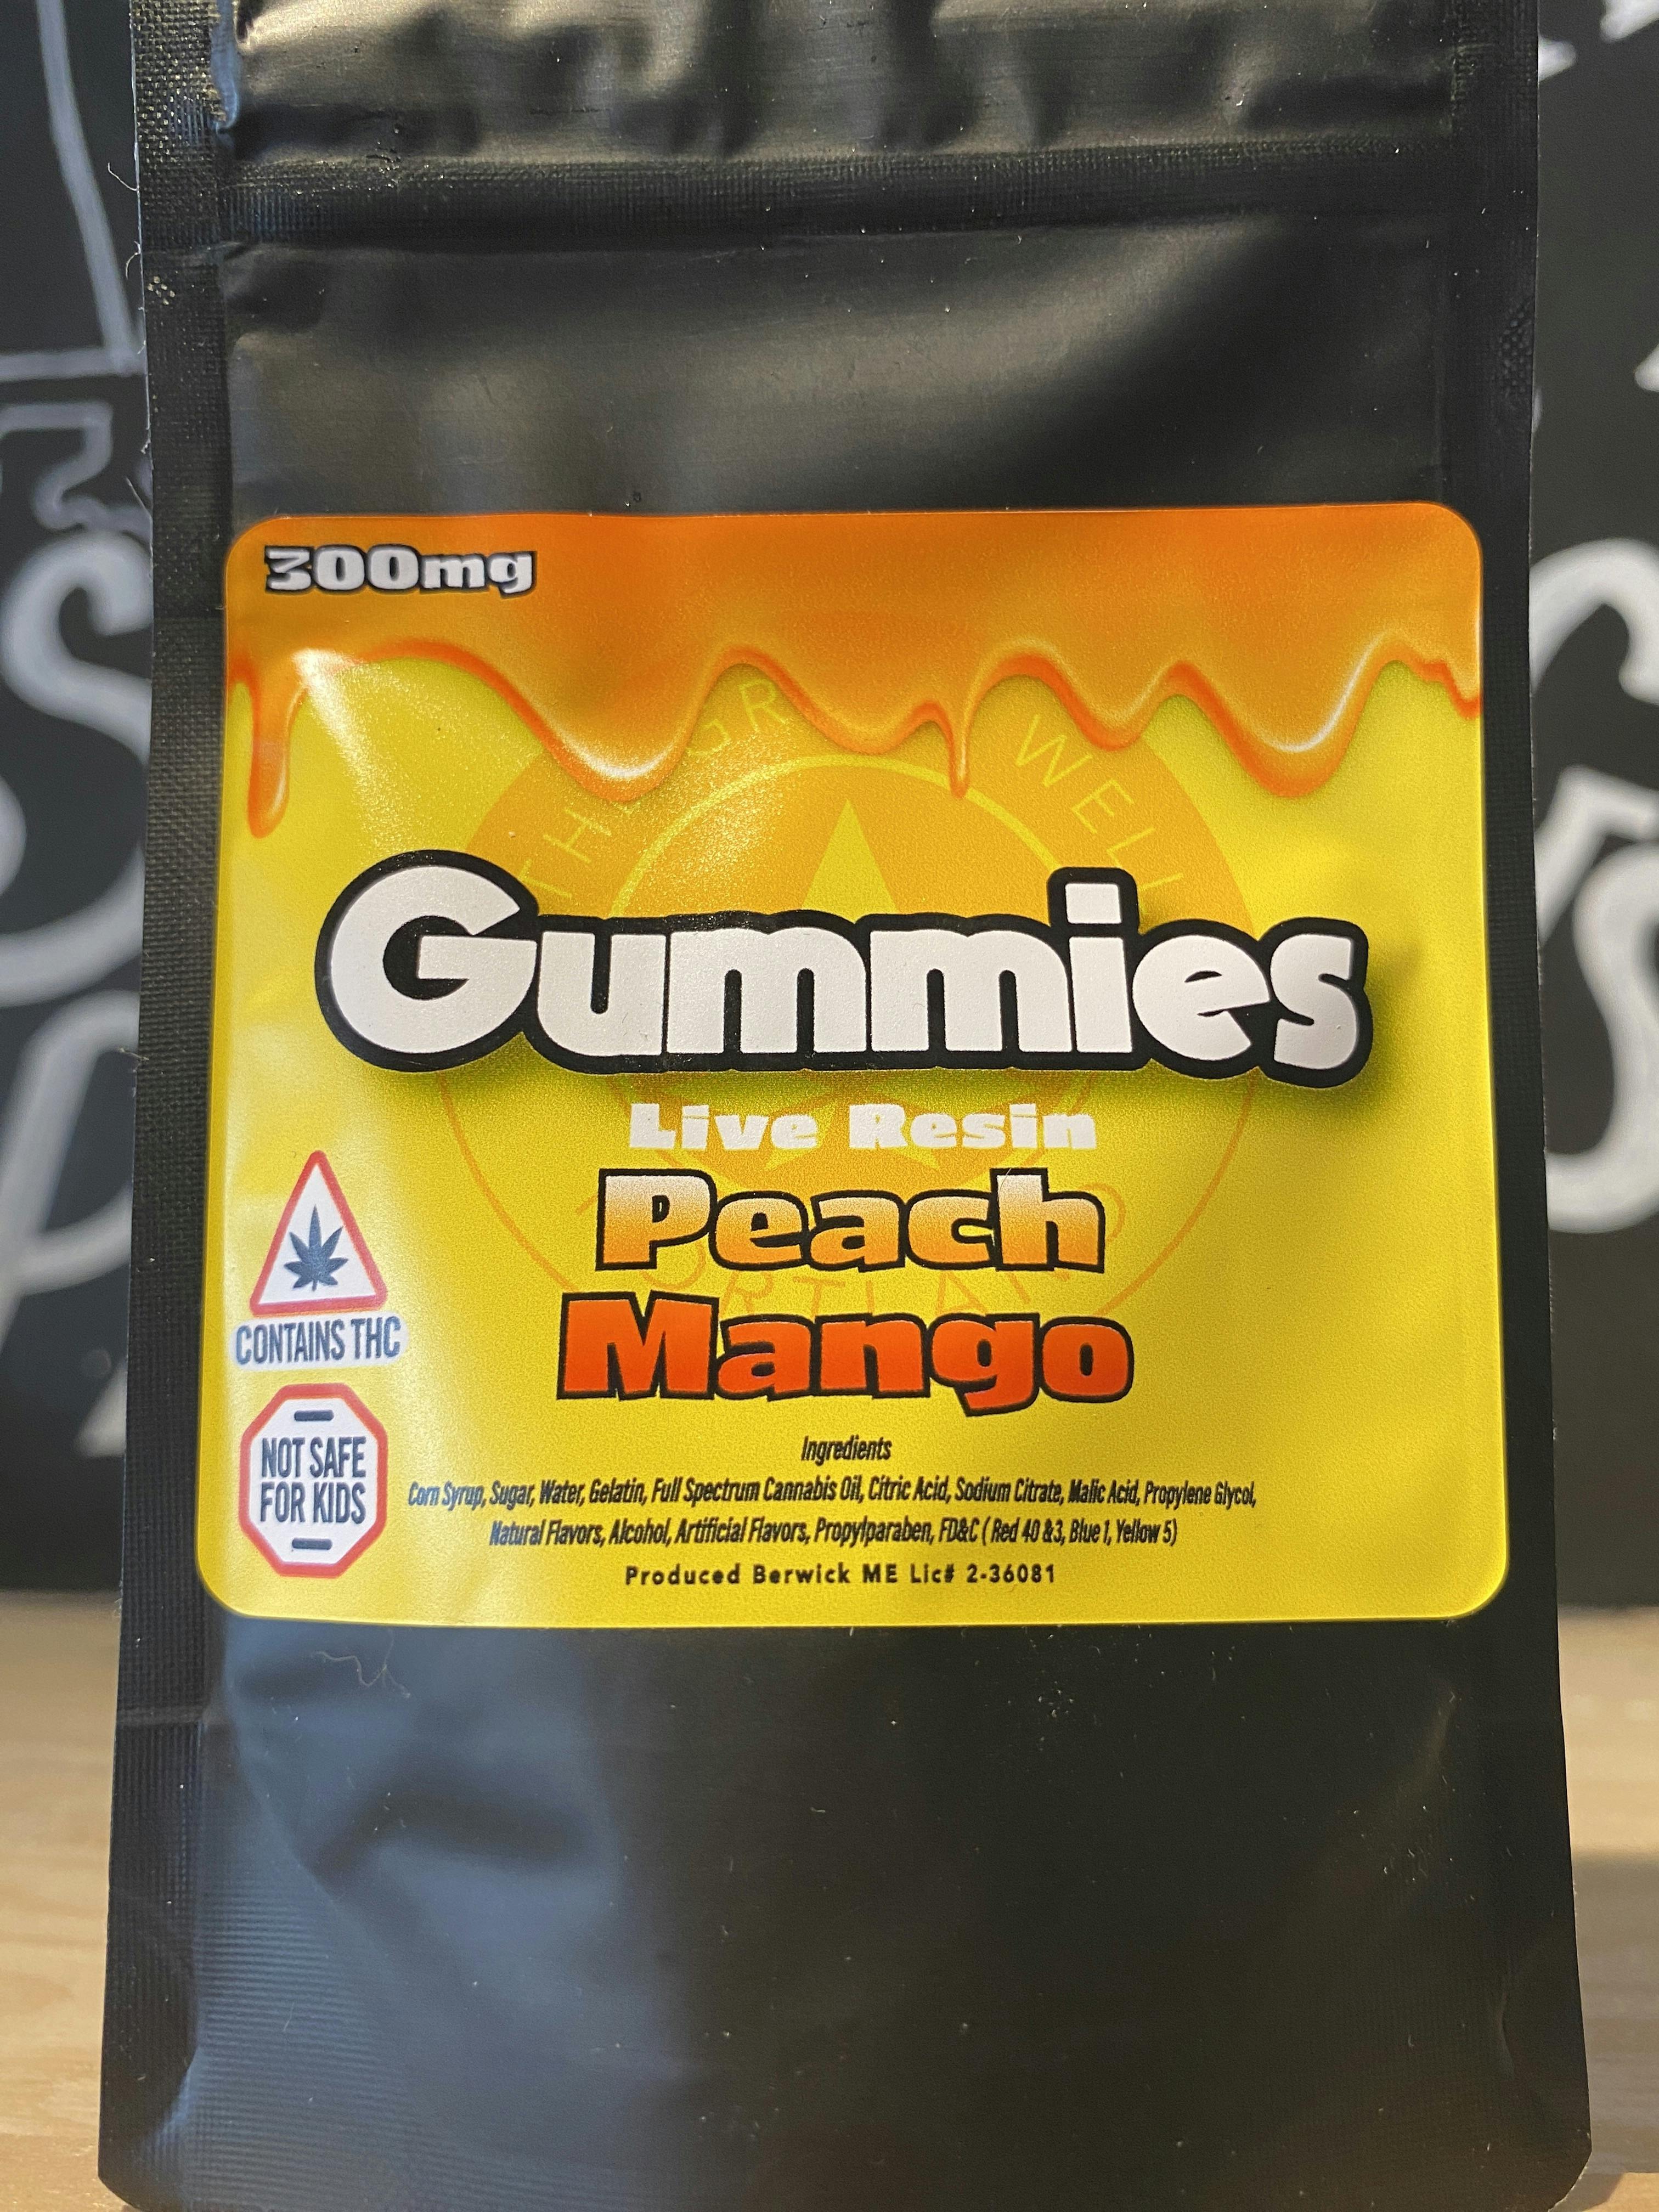 300mg
WELL
Gummies
Live Resin
Peach
Mango
CONTAINS THC
NOT SAFE
FOR KIDS
Ingredients
Corn Syrup, Sugar, Water, Gelatin, Full Spectrum Cannabis Oil, Citric Acid, Sodium Citrate, Malic Acid, Propylene Glycol,
Natural Flavors, Alcohol, Artificial Flavors, Propylparaben, FD&C ( Red 40 &3, Blue 1, Yellow 5)
Produced Berwick ME Lic# 2-36081